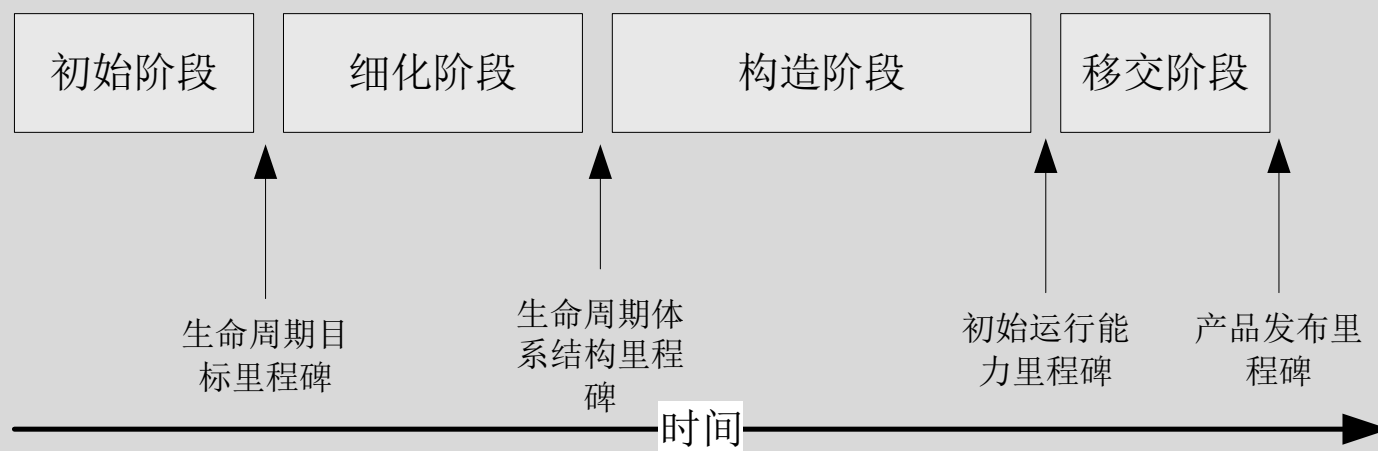 初始阶段
细化阶段
构造阶段
移交阶段
生命周期目
标里程碑
生命周期体
系结构里程
碑
初始运行能
力里程碑
产品发布里
程碑
时间